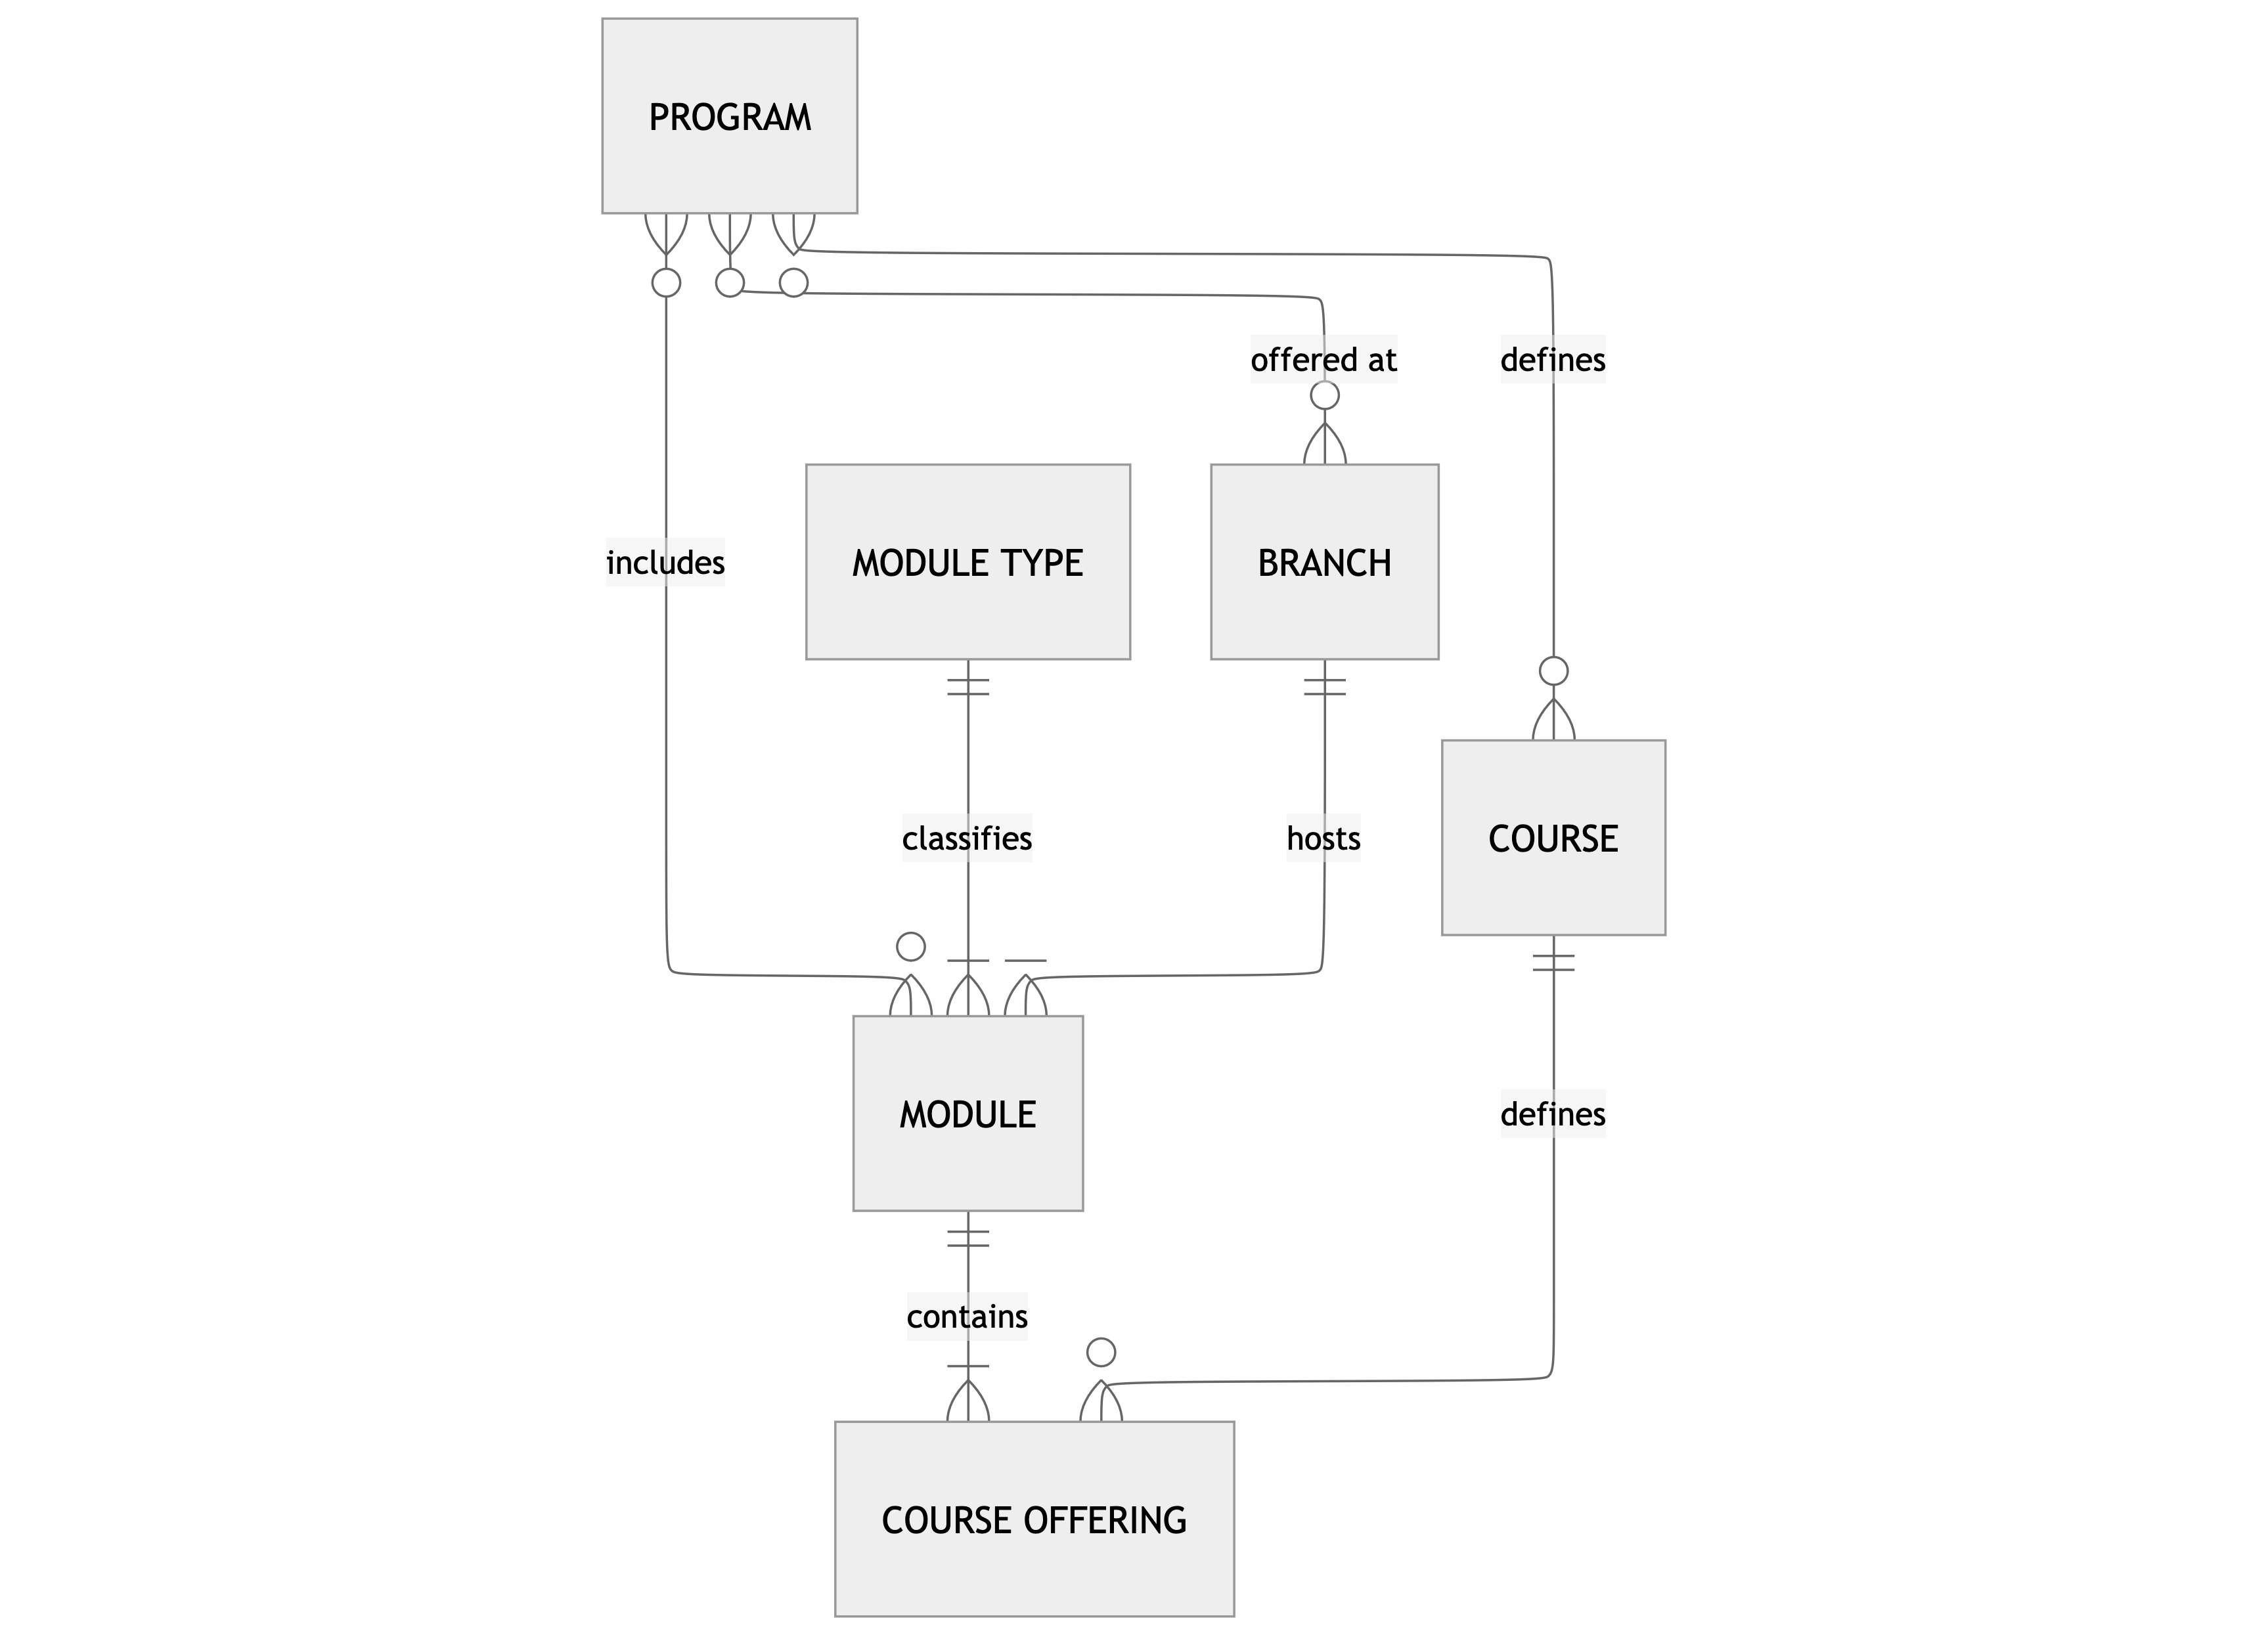 PROGRAM
offered at
defines
includes
MODULE TYPE
BRANCH
classifies
hosts
COURSE
MODULE
defines
contains
COURSE OFFERING